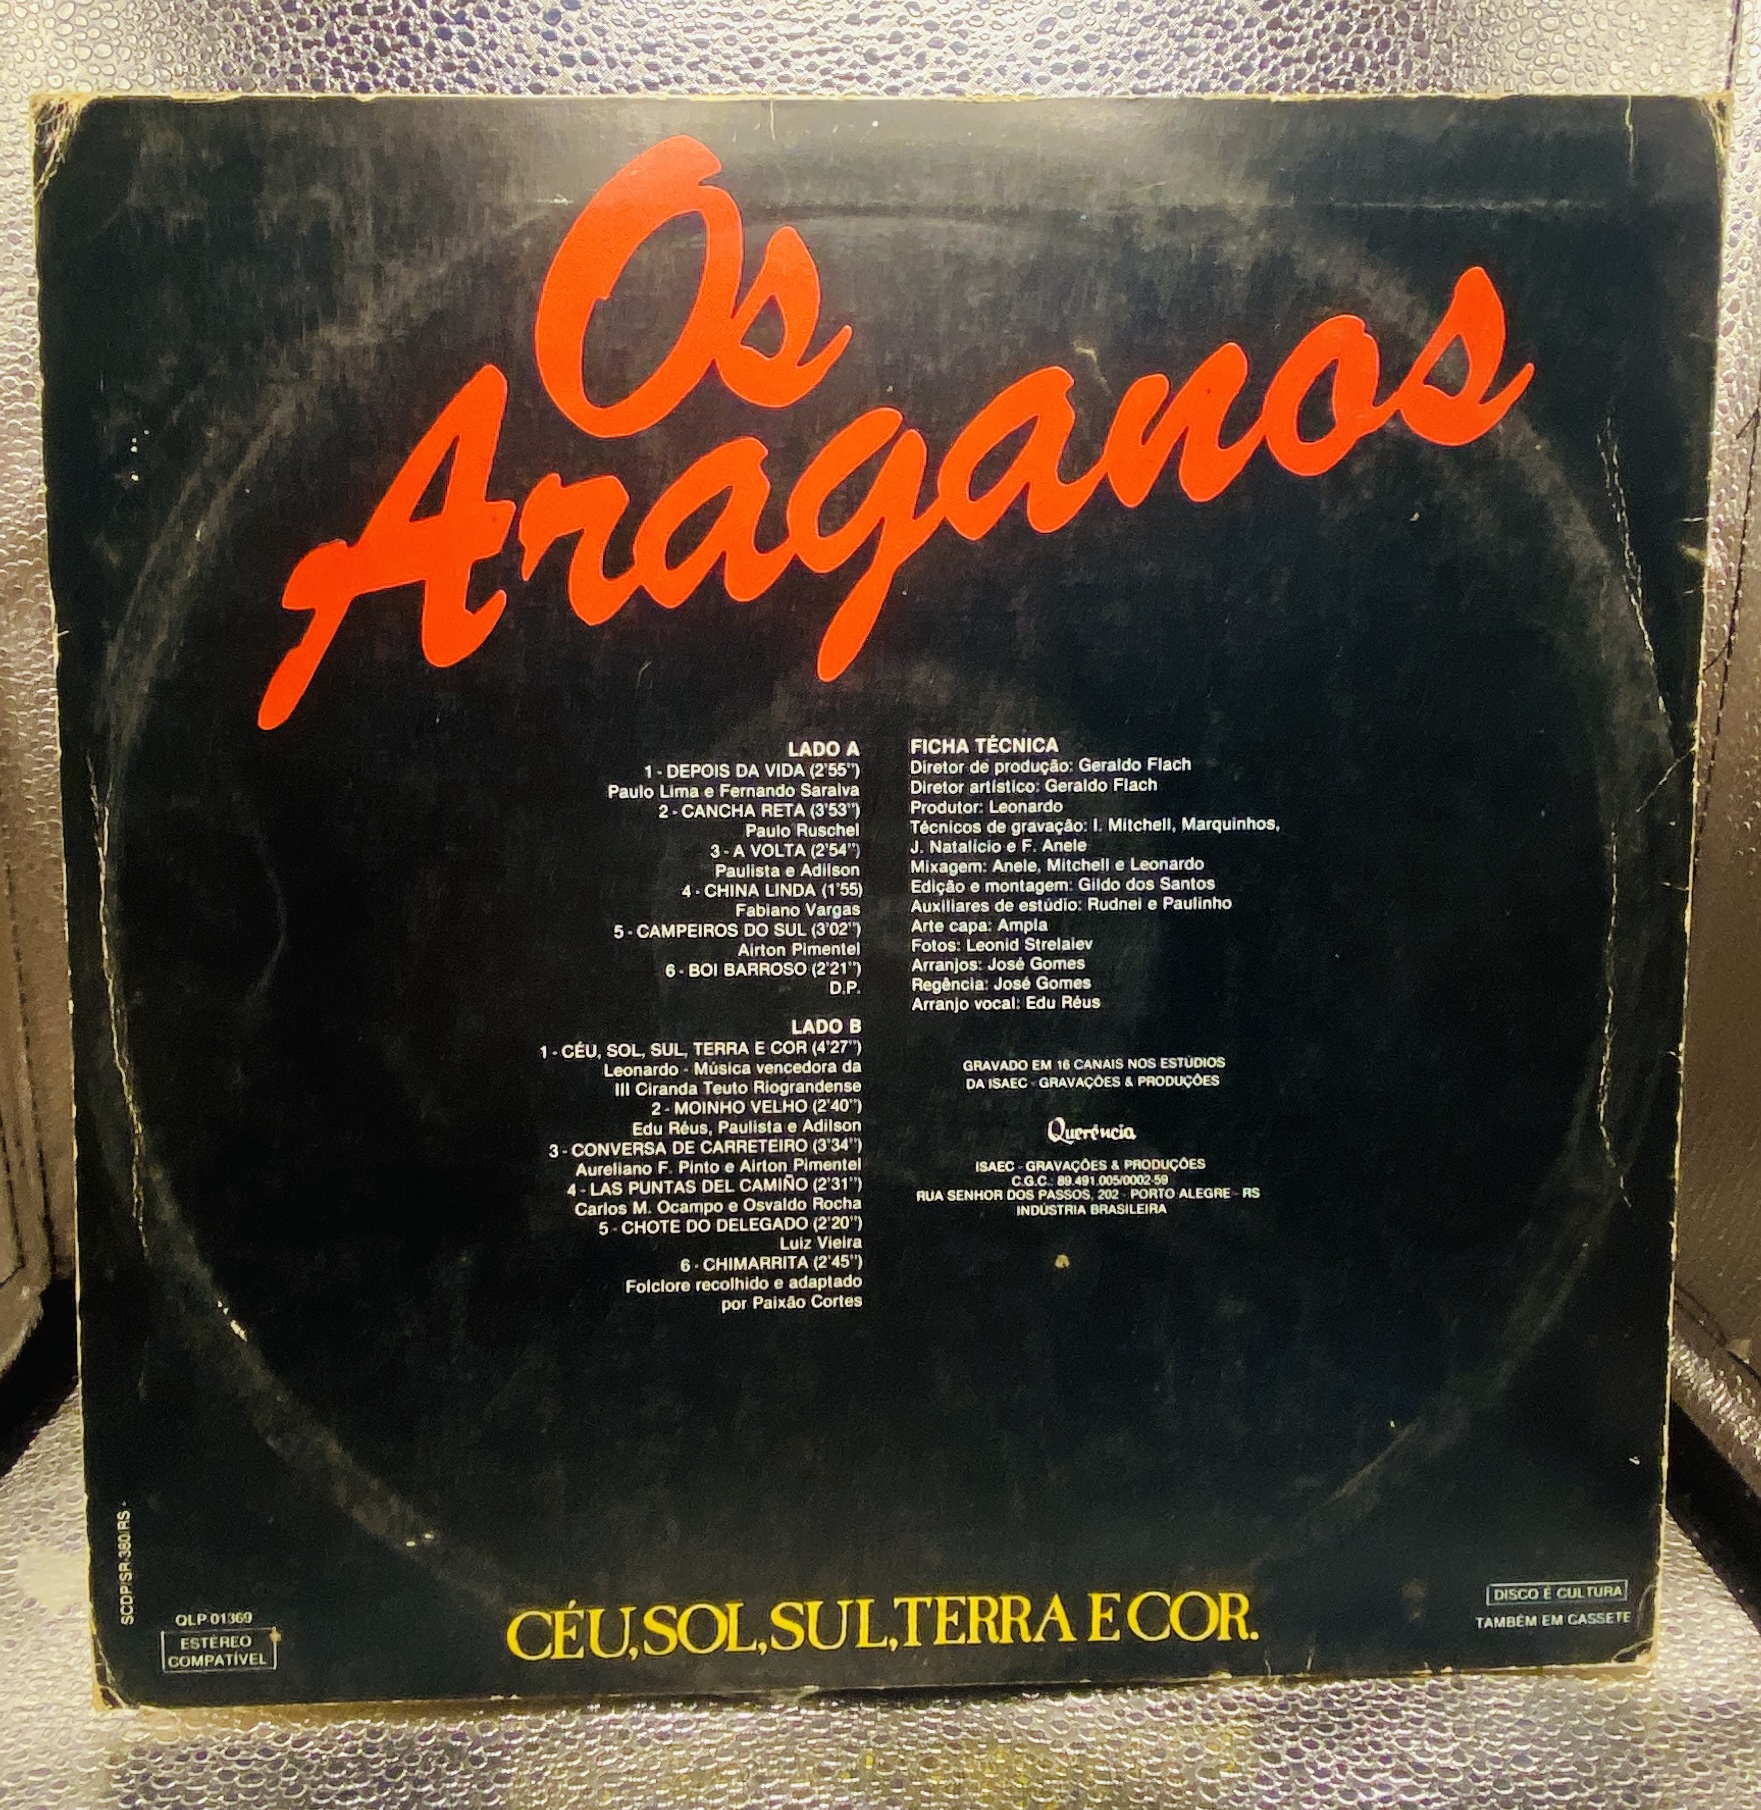 Os
Araganos
LADO A
1 - DEPOIS DA VIDA (2'55")
Paulo Lima e Fernando Saraiva
2 - CANCHA RETA (3'53")
Paulo Ruschel
3 - A VOLTA (2'54")
Paulista e Adilson
4 - CHINA LINDA (1'55)
Fabiano Vargas
5 - CAMPEIROS DO SUL (3'02")
Airton Pimentel
6 - BOI BARROSO (2'21")
D.P.
LADO B
1 - CÉU, SOL, SUL, TERRA E COR (4'27")
Leonardo - Música vencedora da
III Ciranda Teuto Riograndense
2 - MOINHO VELHO (2'40")
Edu Réus, Paulista e Adilson
3 - CONVERSA DE CARRETEIRO (3'34")
Aureliano F. Pinto e Airton Pimentel
4 - LAS PUNTAS DEL CAMIÑO (2'31")
Carlos M. Ocampo e Osvaldo Rocha
5 - CHOTE DO DELEGADO (2'20")
Luiz Vieira
6 - CHIMARRITA (2'45")
Folclore recolhido e adaptado
por Paixão Cortes
FICHA TÉCNICA
Diretor de produção: Geraldo Flach
Diretor artístico: Geraldo Flach
Produtor: Leonardo
Técnicos de gravação: I. Mitchell, Marquinhos,
J. Natalício e F. Anele
Mixagem: Anele, Mitchell e Leonardo
Edição e montagem: Gildo dos Santos
Auxiliares de estúdio: Rudnei e Paulinho
Arte capa: Ampla
Fotos: Leonid Strelaiev
Arranjos: José Gomes
Regência: José Gomes
Arranjo vocal: Edu Réus
GRAVADO EM 16 CANAIS NOS ESTÚDIOS
DA ISAEC - GRAVAÇÕES & PRODUÇÕES
Querência
ISAEC - GRAVAÇÕES & PRODUÇÕES
C.G.C.: 89.491.005/0002-59
RUA SENHOR DOS PASSOS, 202 - PORTO ALEGRE - RS
INDÚSTRIA BRASILEIRA
SCDP/SR-380/RS -
QLP-01369
ESTÉREO
COMPATÍVEL
CÉU, SOL, SUL, TERRA E COR.
DISCO É CULTURA
TAMBÉM EM CASSETE